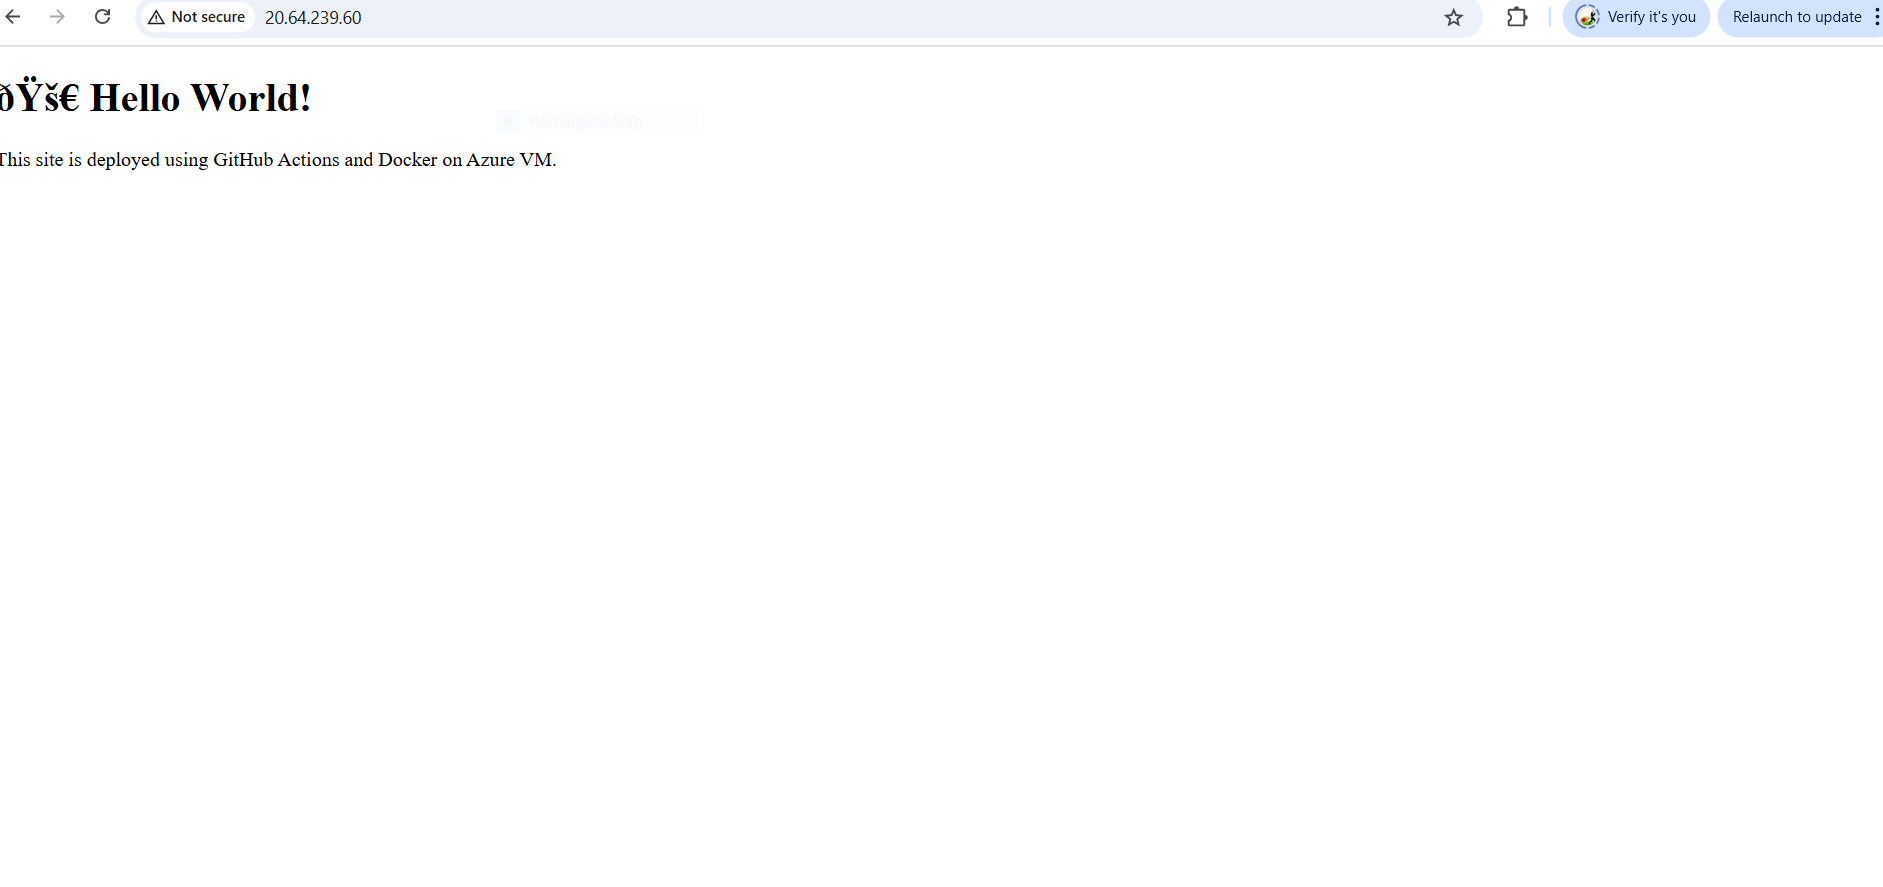 Not secure 20.64.239.60 Verify it's you Relaunch to update
ðŸš€ Hello World!
Rectangular Snip
This site is deployed using GitHub Actions and Docker on Azure VM.